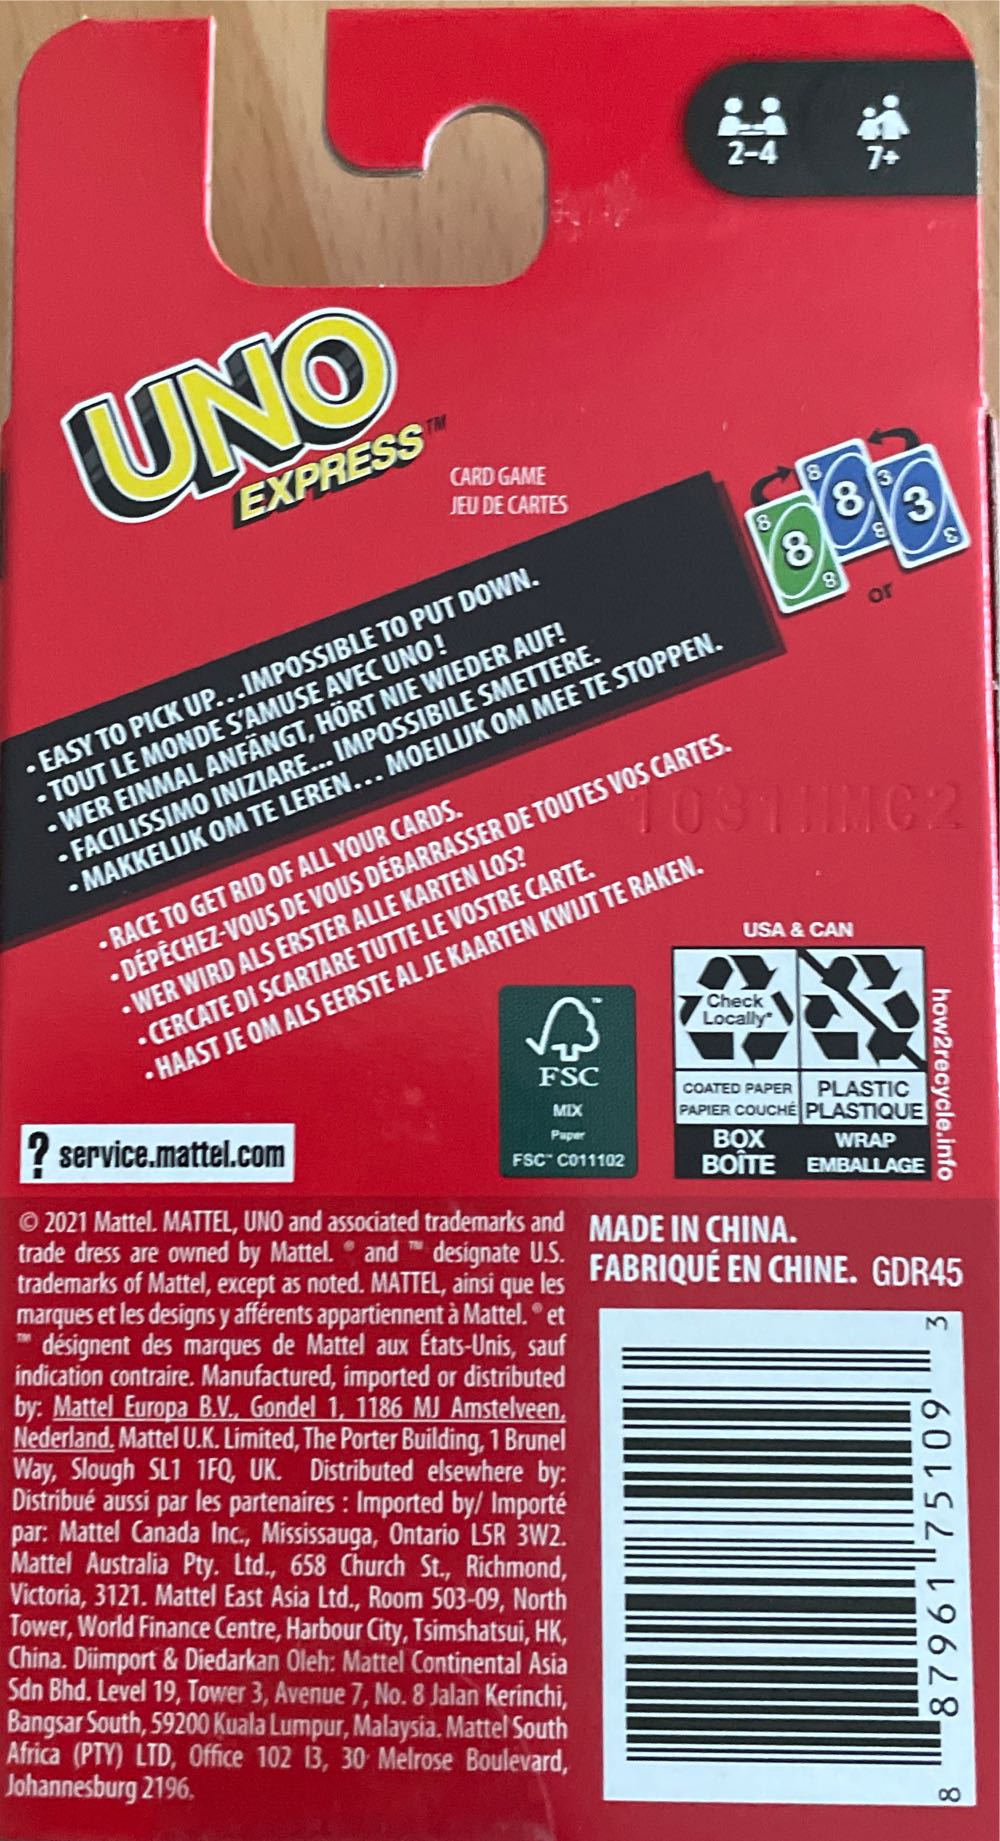 2-4
7+
UNO
EXPRESS™
CARD GAME
JEU DE CARTES
8 8 8
8 8 8
3 3 3
or
• EASY TO PICK UP. . .IMPOSSIBLE TO PUT DOWN.
• TOUT LE MONDE S’AMUSE AVEC UNO !
• WER EINMAL ANFÄNGT, HÖRT NIE WIEDER AUF!
• FACILISSIMO INIZIARE... IMPOSSIBILE SMETTERE.
• MAKKELIJK OM TE LEREN. . . MOEILIJK OM MEE TE STOPPEN.
• RACE TO GET RID OF ALL YOUR CARDS.
• DÉPÊCHEZ-VOUS DE VOUS DÉBARRASSER DE TOUTES VOS CARTES.
• WER WIRD ALS ERSTER ALLE KARTEN LOS?
• CERCATE DI SCARTARE TUTTE LE VOSTRE CARTE.
• HAAST JE OM ALS EERSTE AL JE KAARTEN KWIJT TE RAKEN.
USA & CAN
Check
Locally*
COATED PAPER
PAPIER COUCHÉ
BOX
BOÎTE
PLASTIC
PLASTIQUE
WRAP
EMBALLAGE
how2recycle.info
™
FSC
MIX
Paper
FSC™ C011102
? service.mattel.com
© 2021 Mattel. MATTEL, UNO and associated trademarks and
trade dress are owned by Mattel. ® and ™ designate U.S.
trademarks of Mattel, except as noted. MATTEL, ainsi que les
marques et les designs y afférents appartiennent à Mattel. ® et
™ désignent des marques de Mattel aux États-Unis, sauf
indication contraire. Manufactured, imported or distributed
by: Mattel Europa B.V., Gondel 1, 1186 MJ Amstelveen,
Nederland. Mattel U.K. Limited, The Porter Building, 1 Brunel
Way, Slough SL1 1FQ, UK. Distributed elsewhere by:
Distribué aussi par les partenaires : Imported by/ Importé
par: Mattel Canada Inc., Mississauga, Ontario L5R 3W2.
Mattel Australia Pty. Ltd., 658 Church St., Richmond,
Victoria, 3121. Mattel East Asia Ltd., Room 503-09, North
Tower, World Finance Centre, Harbour City, Tsimshatsui, HK,
China. Diimport & Diedarkan Oleh: Mattel Continental Asia
Sdn Bhd. Level 19, Tower 3, Avenue 7, No. 8 Jalan Kerinchi,
Bangsar South, 59200 Kuala Lumpur, Malaysia. Mattel South
Africa (PTY) LTD, Office 102 I3, 30 Melrose Boulevard,
Johannesburg 2196.
MADE IN CHINA.
FABRIQUÉ EN CHINE. GDR45
8 87961 75109 3